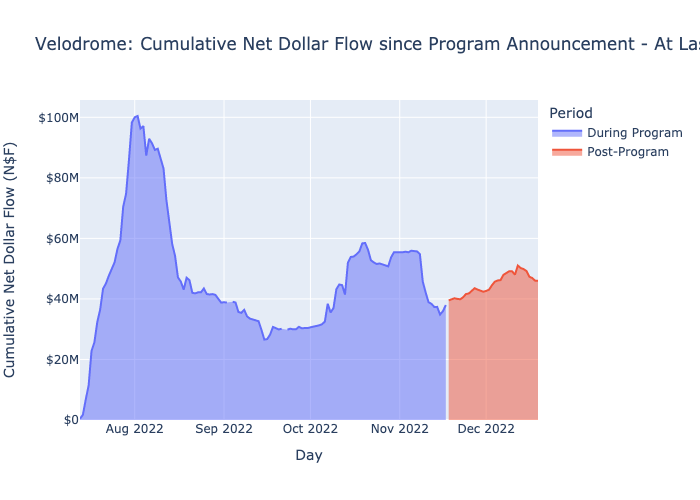 Velodrome: Cumulative Net Dollar Flow since Program Announcement - At
Cumulative Net Dollar Flow (N$F)
$100M
$80M
$60M
$40M
$20M
$0
Aug 2022
Sep 2022
Oct 2022
Nov 2022
Dec 2022
Day
Period
During Program
Post-Program